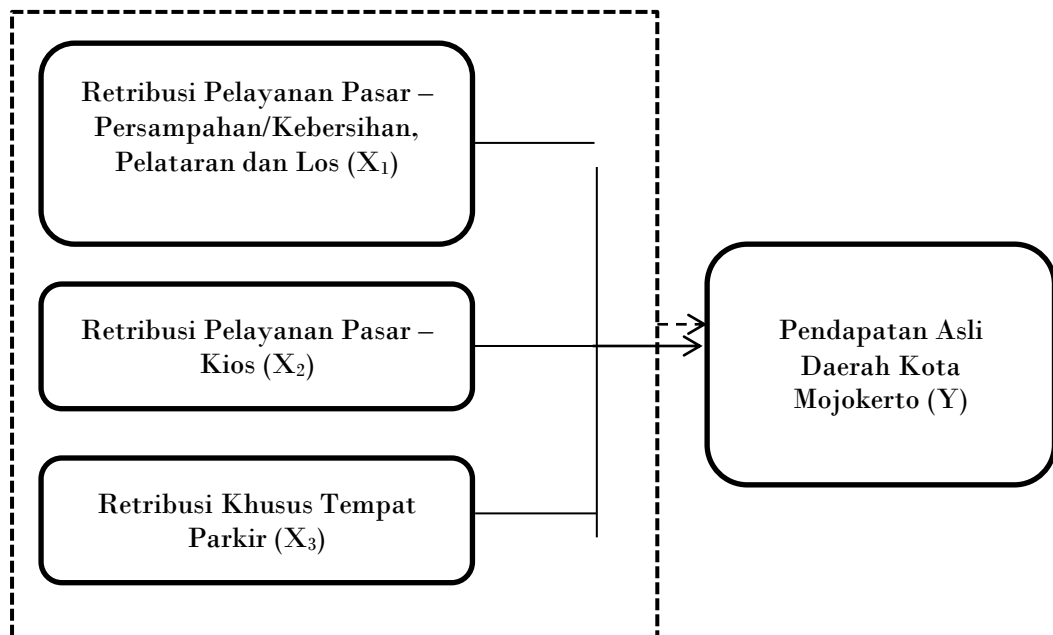 Retribusi Pelayanan Pasar –
Persampahan/Kebersihan,
Pelataran dan Los (X₁)
Retribusi Pelayanan Pasar –
Kios (X₂)
Retribusi Khusus Tempat
Parkir (X₃)
Pendapatan Asli
Daerah Kota
Mojokerto (Y)